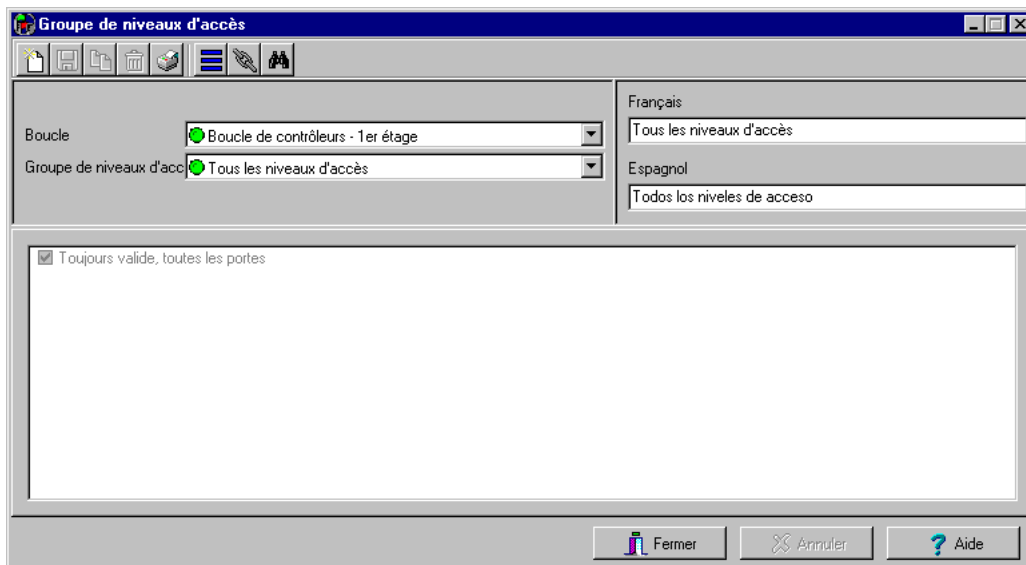 Groupe de niveaux d'accès
Boucle
Boucle de contrôleurs - 1er étage
Groupe de niveaux d'acc
Tous les niveaux d'accès
Français
Tous les niveaux d'accès
Espagnol
Todos los niveles de acceso
Toujours valide, toutes les portes
Fermer
Annuler
Aide